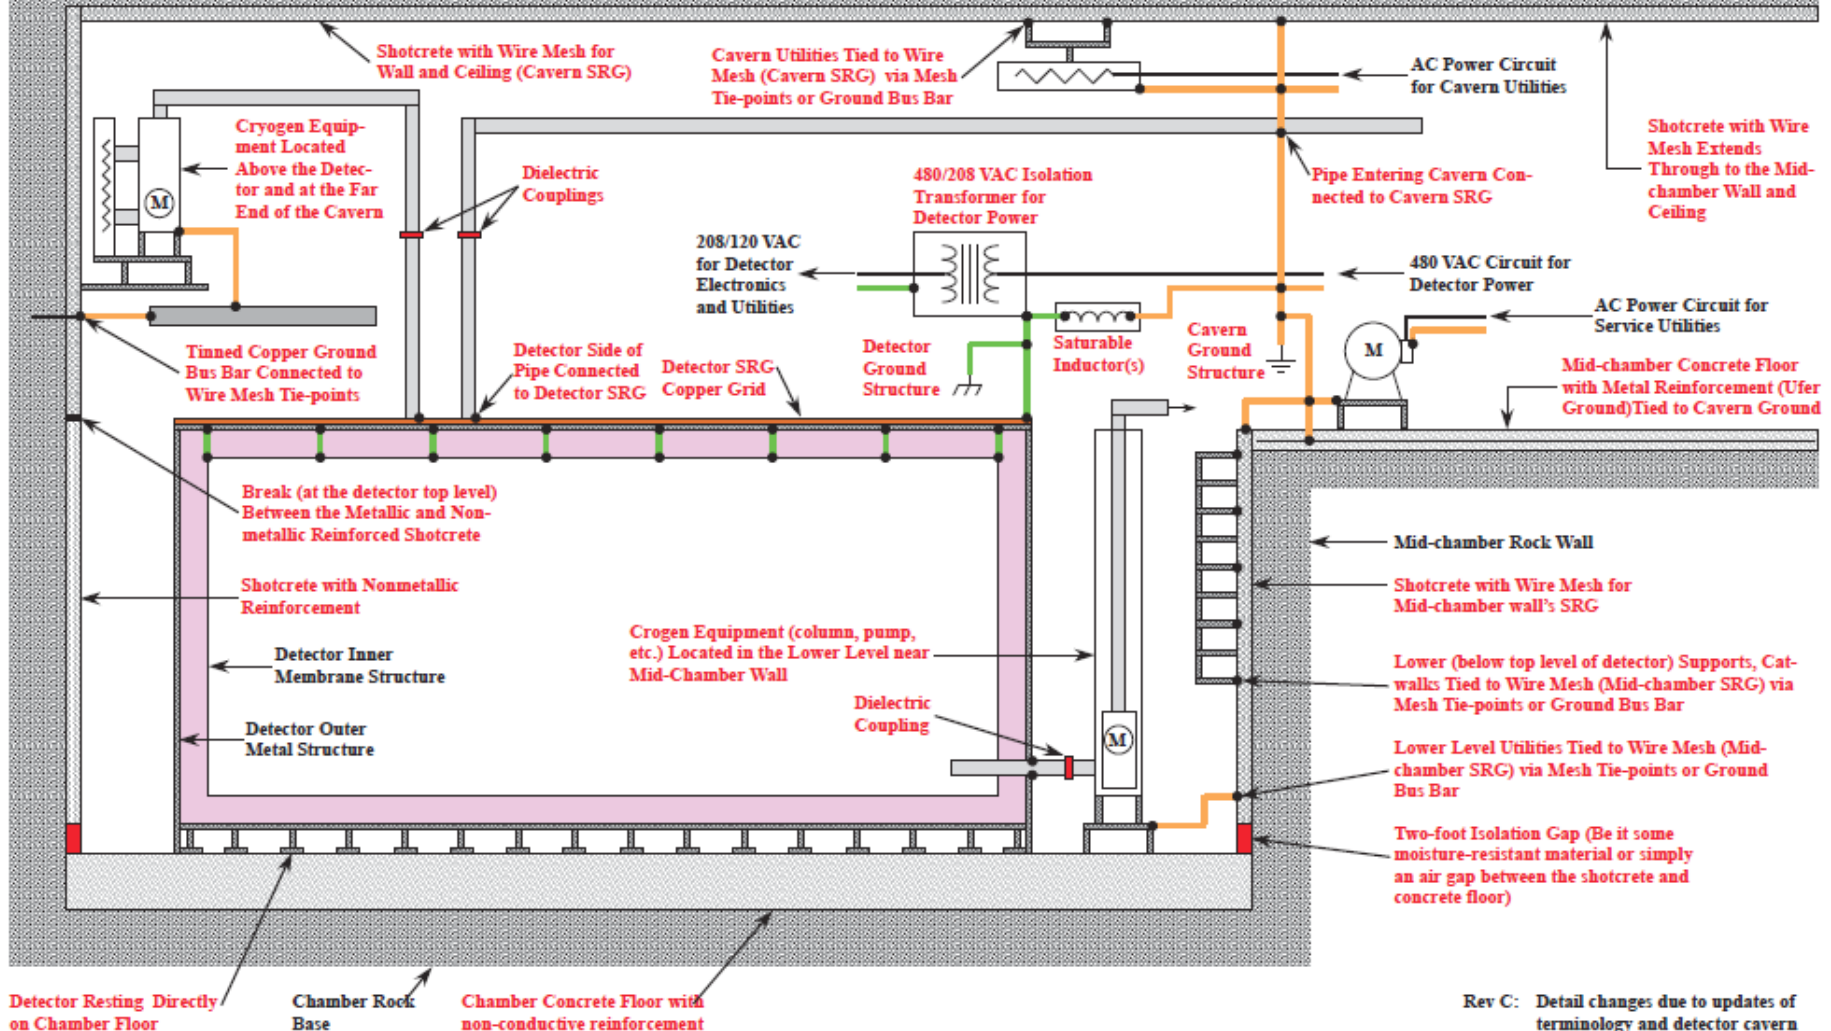 Shotcrete with Wire Mesh for
Wall and Ceiling (Cavern SRG)
Cavern Utilities Tied to Wire
Mesh (Cavern SRG) via Mesh
Tie-points or Ground Bus Bar
AC Power Circuit
for Cavern Utilities
Cryogen Equip-
ment Located
Above the Detec-
tor and at the Far
End of the Cavern
M
Dielectric
Couplings
480/208 VAC Isolation
Transformer for
Detector Power
Pipe Entering Cavern Con-
nected to Cavern SRG
Shotcrete with Wire
Mesh Extends
Through to the Mid-
chamber Wall and
Ceiling
208/120 VAC
for Detector
Electronics
and Utilities
480 VAC Circuit for
Detector Power
AC Power Circuit for
Service Utilities
Tinned Copper Ground
Bus Bar Connected to
Wire Mesh Tie-points
Detector Side of
Pipe Connected
to Detector SRG
Detector SRG
Copper Grid
Detector
Ground
Structure
Saturable
Inductor(s)
Cavern
Ground
Structure
M
Mid-chamber Concrete Floor
with Metal Reinforcement (Ufer
Ground)Tied to Cavern Ground
Break (at the detector top level)
Between the Metallic and Non-
metallic Reinforced Shotcrete
Shotcrete with Nonmetallic
Reinforcement
Mid-chamber Rock Wall
Shotcrete with Wire Mesh for
Mid-chamber wall's SRG
Detector Inner
Membrane Structure
Crogen Equipment (column, pump,
etc.) Located in the Lower Level near
Mid-Chamber Wall
Lower (below top level of detector) Supports, Cat-
walks Tied to Wire Mesh (Mid-chamber SRG) via
Mesh Tie-points or Ground Bus Bar
Detector Outer
Metal Structure
Dielectric
Coupling
M
Lower Level Utilities Tied to Wire Mesh (Mid-
chamber SRG) via Mesh Tie-points or Ground
Bus Bar
Two-foot Isolation Gap (Be it some
moisture-resistant material or simply
an air gap between the shotcrete and
concrete floor)
Detector Resting Directly
on Chamber Floor
Chamber Rock
Base
Chamber Concrete Floor with
non-conductive reinforcement
Rev C: Detail changes due to updates of
terminology and detector cavern